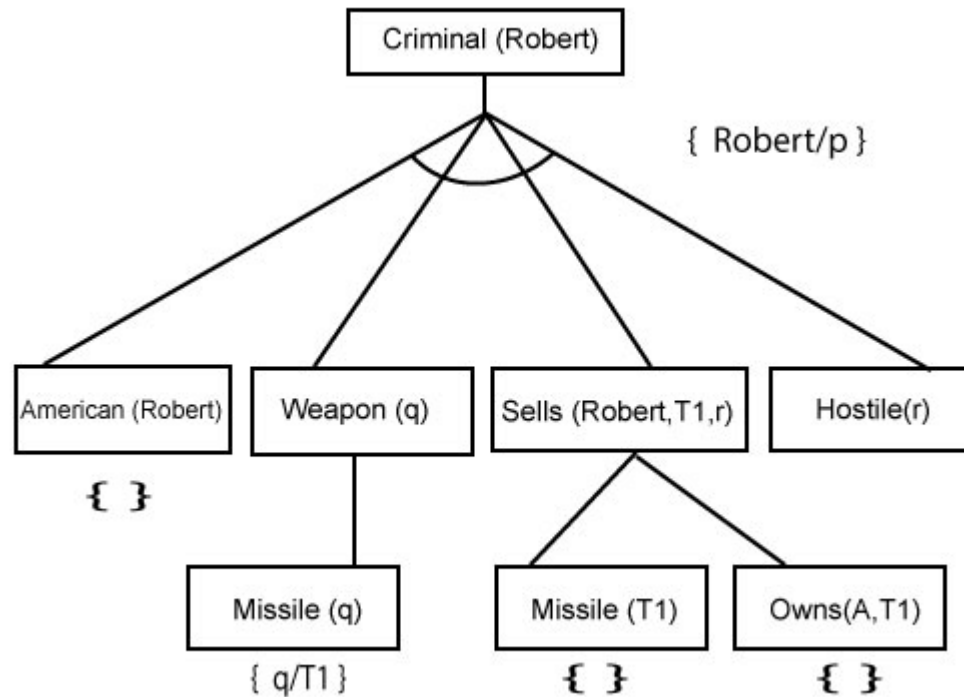 Criminal (Robert)
{ Robert/p }
American (Robert)
Weapon (q)
Sells (Robert,T1,r)
Hostile(r)
{ }
Missile (q)
Missile (T1)
Owns(A,T1)
{ q/T1 }
{ }
{ }